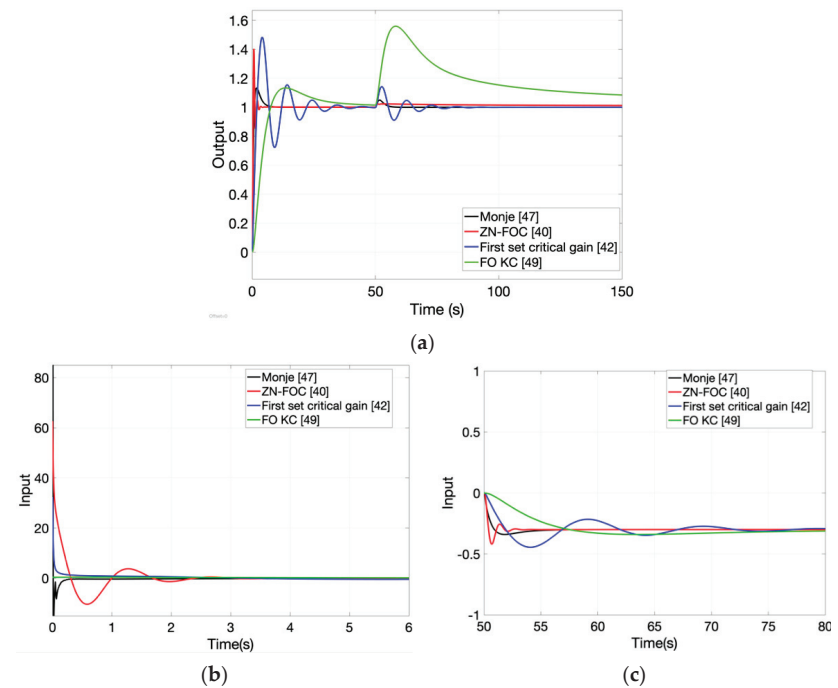 1.6
1.4
1.2
1
0.8
0.6
0.4
0.2
0
Output
Monje [47]
ZN-FOC [40]
First set critical gain [42]
FO KC [49]
0 50 100 150
Time (s)
Offset=0
(a)
80
60
40
20
0
Input
Monje [47]
ZN-FOC [40]
First set critical gain [42]
FO KC [49]
0 1 2 3 4 5 6
Time(s)
(b)
1
0.5
0
-0.5
-1
Input
Monje [47]
ZN-FOC [40]
First set critical gain [42]
FO KC [49]
50 55 60 65 70 75 80
Time(s)
(c)